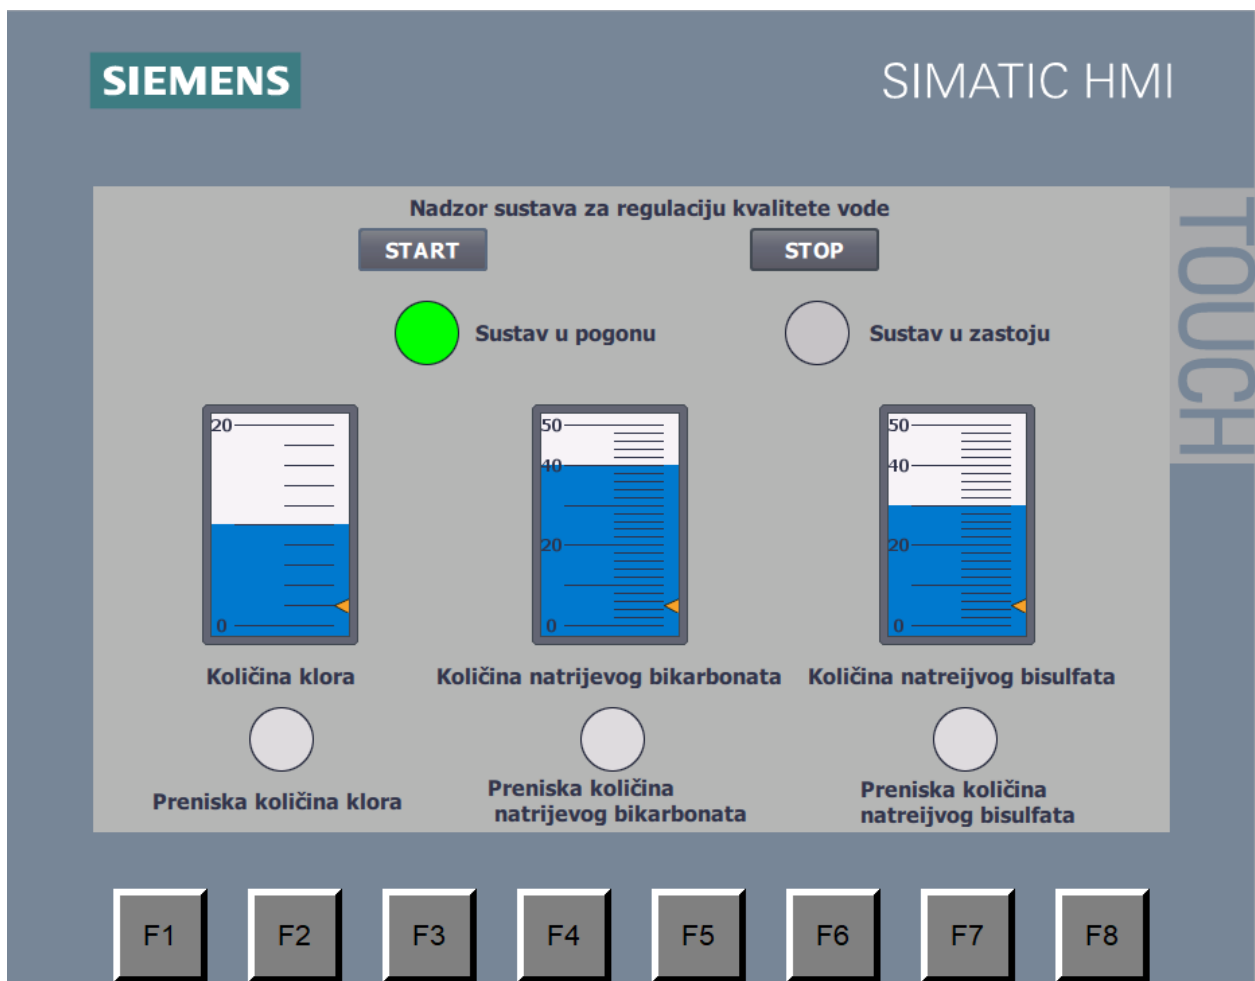 SIEMENS
SIMATIC HMI
TOUCH
Nadzor sustava za regulaciju kvalitete vode
START
STOP
Sustav u pogonu
Sustav u zastoju
20
0
50
40
20
0
50
40
20
0
Količina klora
Količina natrijevog bikarbonata
Količina natreijvog bisulfata
Preniska količina klora
Preniska količina
natrijevog bikarbonata
Preniska količina
natreijvog bisulfata
F1
F2
F3
F4
F5
F6
F7
F8